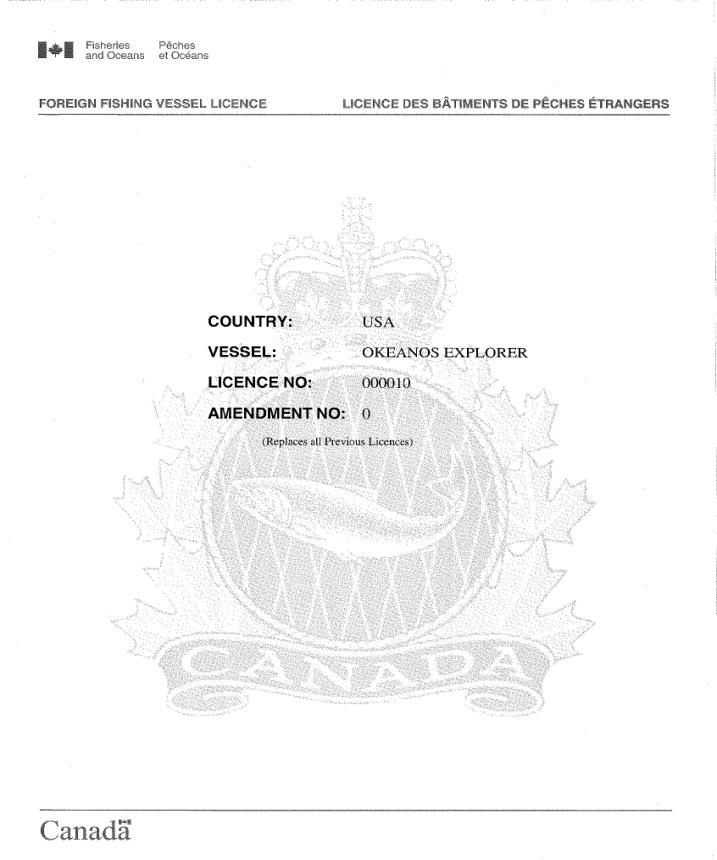 Fisheries and Oceans
Pêches et Océans
FOREIGN FISHING VESSEL LICENCE
LICENCE DES BÂTIMENTS DE PÊCHES ÉTRANGERS
COUNTRY: USA
VESSEL: OKEANOS EXPLORER
LICENCE NO: 000010
AMENDMENT NO: 0
(Replaces all Previous Licences)
CANADA
Canada